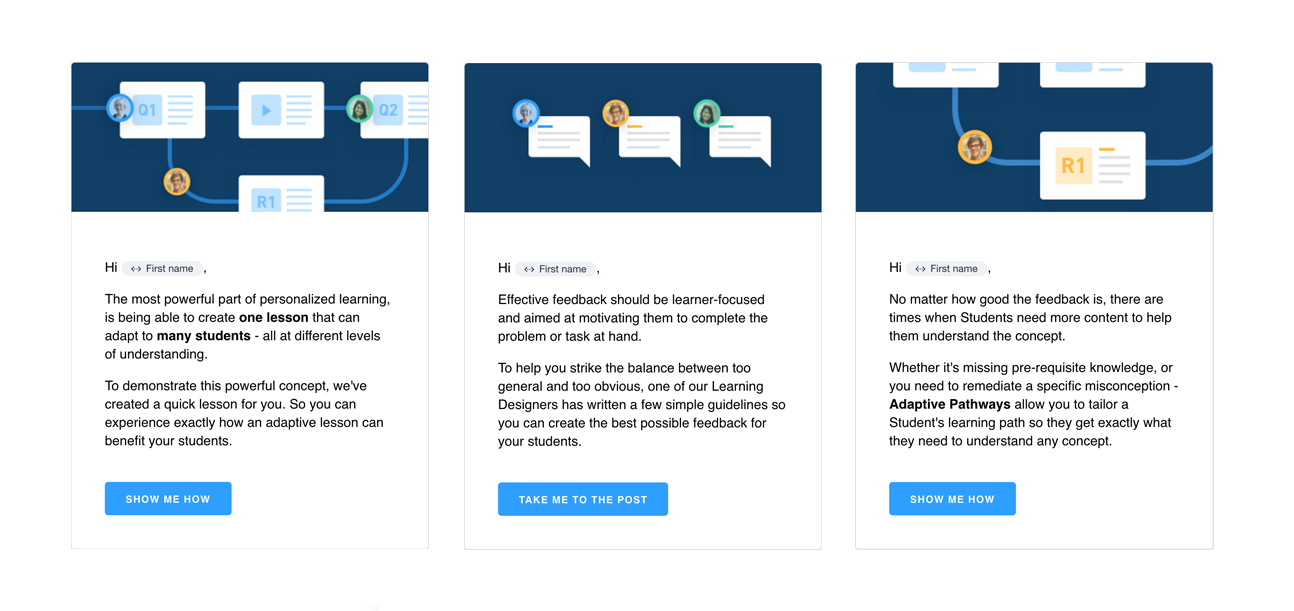 Q1
Q2
R1
Hi ↔ First name ,
The most powerful part of personalized learning,
is being able to create one lesson that can
adapt to many students - all at different levels
of understanding.
To demonstrate this powerful concept, we've
created a quick lesson for you. So you can
experience exactly how an adaptive lesson can
benefit your students.
SHOW ME HOW
Hi ↔ First name ,
Effective feedback should be learner-focused
and aimed at motivating them to complete the
problem or task at hand.
To help you strike the balance between too
general and too obvious, one of our Learning
Designers has written a few simple guidelines so
you can create the best possible feedback for
your students.
TAKE ME TO THE POST
R1
Hi ↔ First name ,
No matter how good the feedback is, there are
times when Students need more content to help
them understand the concept.
Whether it's missing pre-requisite knowledge, or
you need to remediate a specific misconception -
Adaptive Pathways allow you to tailor a
Student's learning path so they get exactly what
they need to understand any concept.
SHOW ME HOW